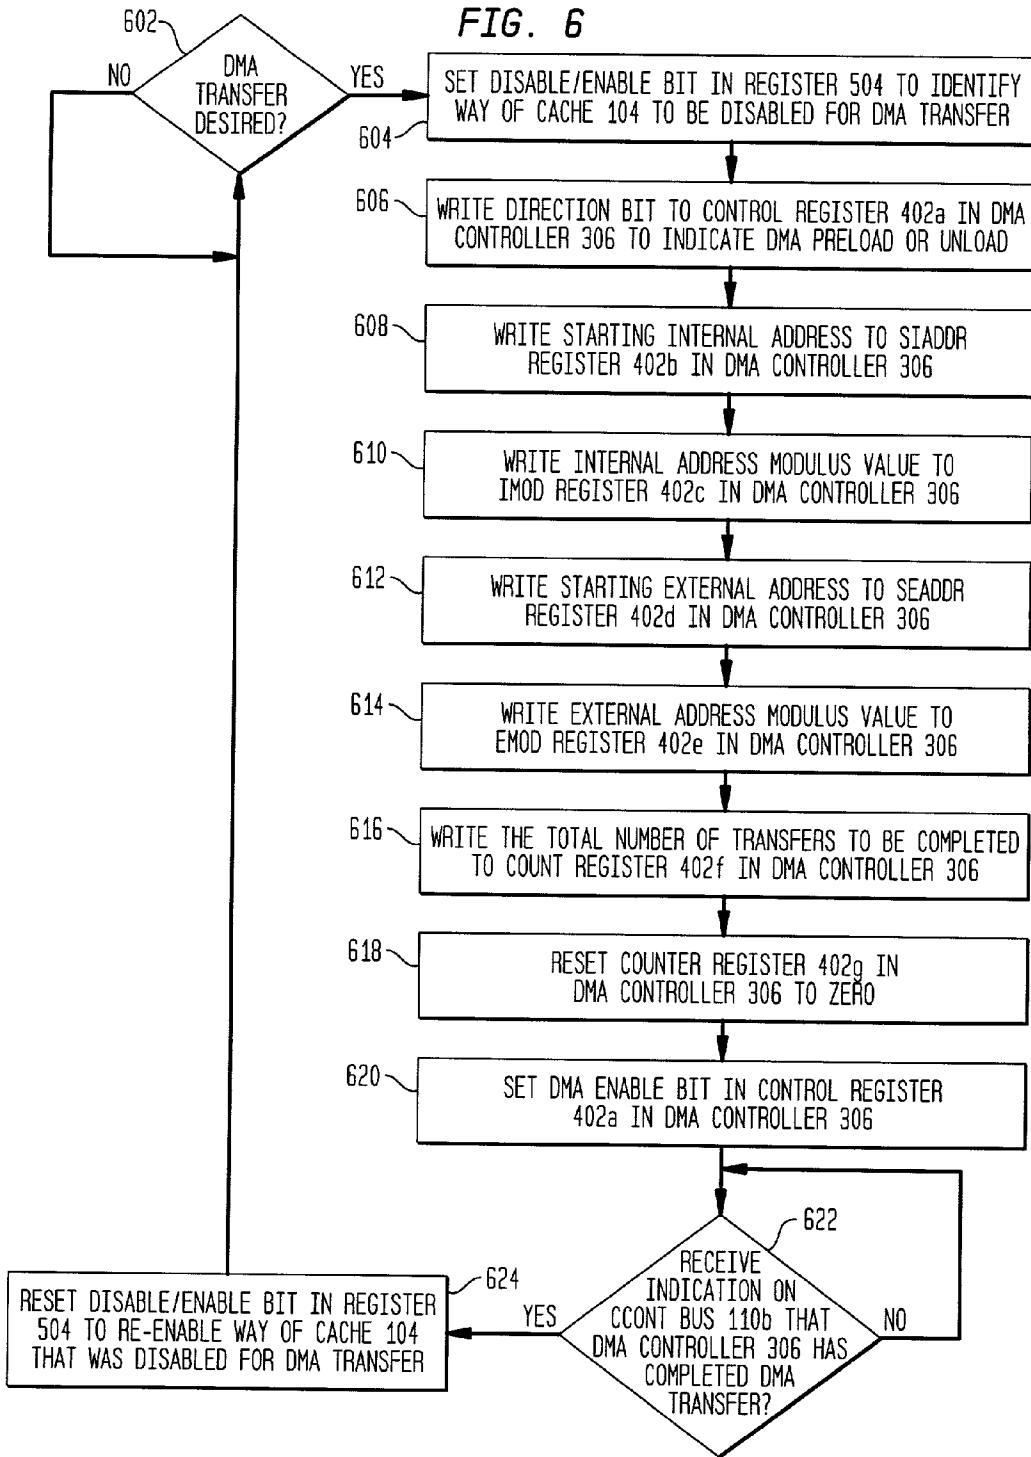 FIG. 6
602
DMA
TRANSFER
DESIRED?
NO
YES
SET DISABLE/ENABLE BIT IN REGISTER 504 TO IDENTIFY
WAY OF CACHE 104 TO BE DISABLED FOR DMA TRANSFER
604
606
WRITE DIRECTION BIT TO CONTROL REGISTER 402a IN DMA
CONTROLLER 306 TO INDICATE DMA PRELOAD OR UNLOAD
608
WRITE STARTING INTERNAL ADDRESS TO SIADDR
REGISTER 402b IN DMA CONTROLLER 306
610
WRITE INTERNAL ADDRESS MODULUS VALUE TO
IMOD REGISTER 402c IN DMA CONTROLLER 306
612
WRITE STARTING EXTERNAL ADDRESS TO SEADDR
REGISTER 402d IN DMA CONTROLLER 306
614
WRITE EXTERNAL ADDRESS MODULUS VALUE TO
EMOD REGISTER 402e IN DMA CONTROLLER 306
616
WRITE THE TOTAL NUMBER OF TRANSFERS TO BE COMPLETED
TO COUNT REGISTER 402f IN DMA CONTROLLER 306
618
RESET COUNTER REGISTER 402g IN
DMA CONTROLLER 306 TO ZERO
620
SET DMA ENABLE BIT IN CONTROL REGISTER
402a IN DMA CONTROLLER 306
622
RECEIVE
INDICATION ON
CCONT BUS 110b THAT
DMA CONTROLLER 306 HAS
COMPLETED DMA
TRANSFER?
YES
NO
624
RESET DISABLE/ENABLE BIT IN REGISTER
504 TO RE-ENABLE WAY OF CACHE 104
THAT WAS DISABLED FOR DMA TRANSFER